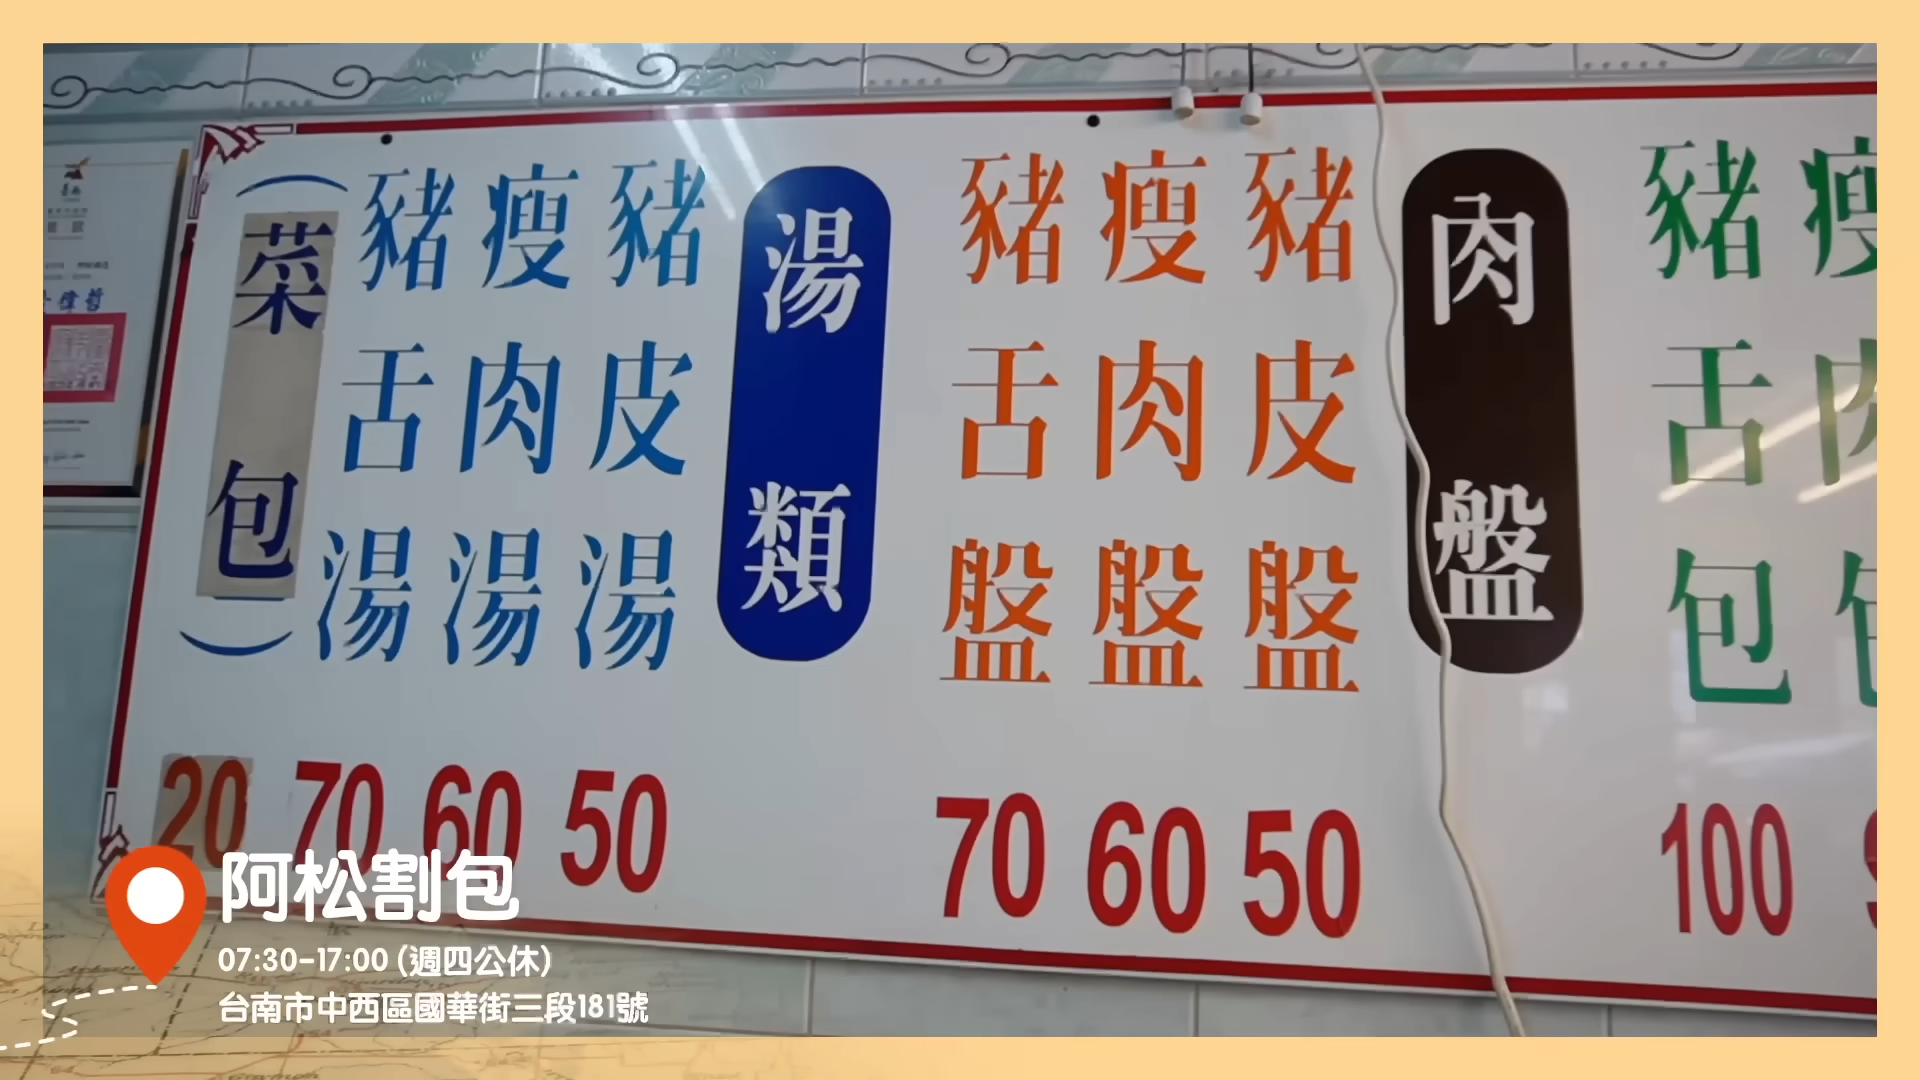 豬舌包
100
肉盤
豬皮盤
50
瘦肉盤
60
豬舌盤
70
湯類
豬皮湯
50
瘦肉湯
60
豬舌湯
70
(菜包)
20
阿松割包
07:30-17:00 (週四公休)
台南市中西區國華街三段181號